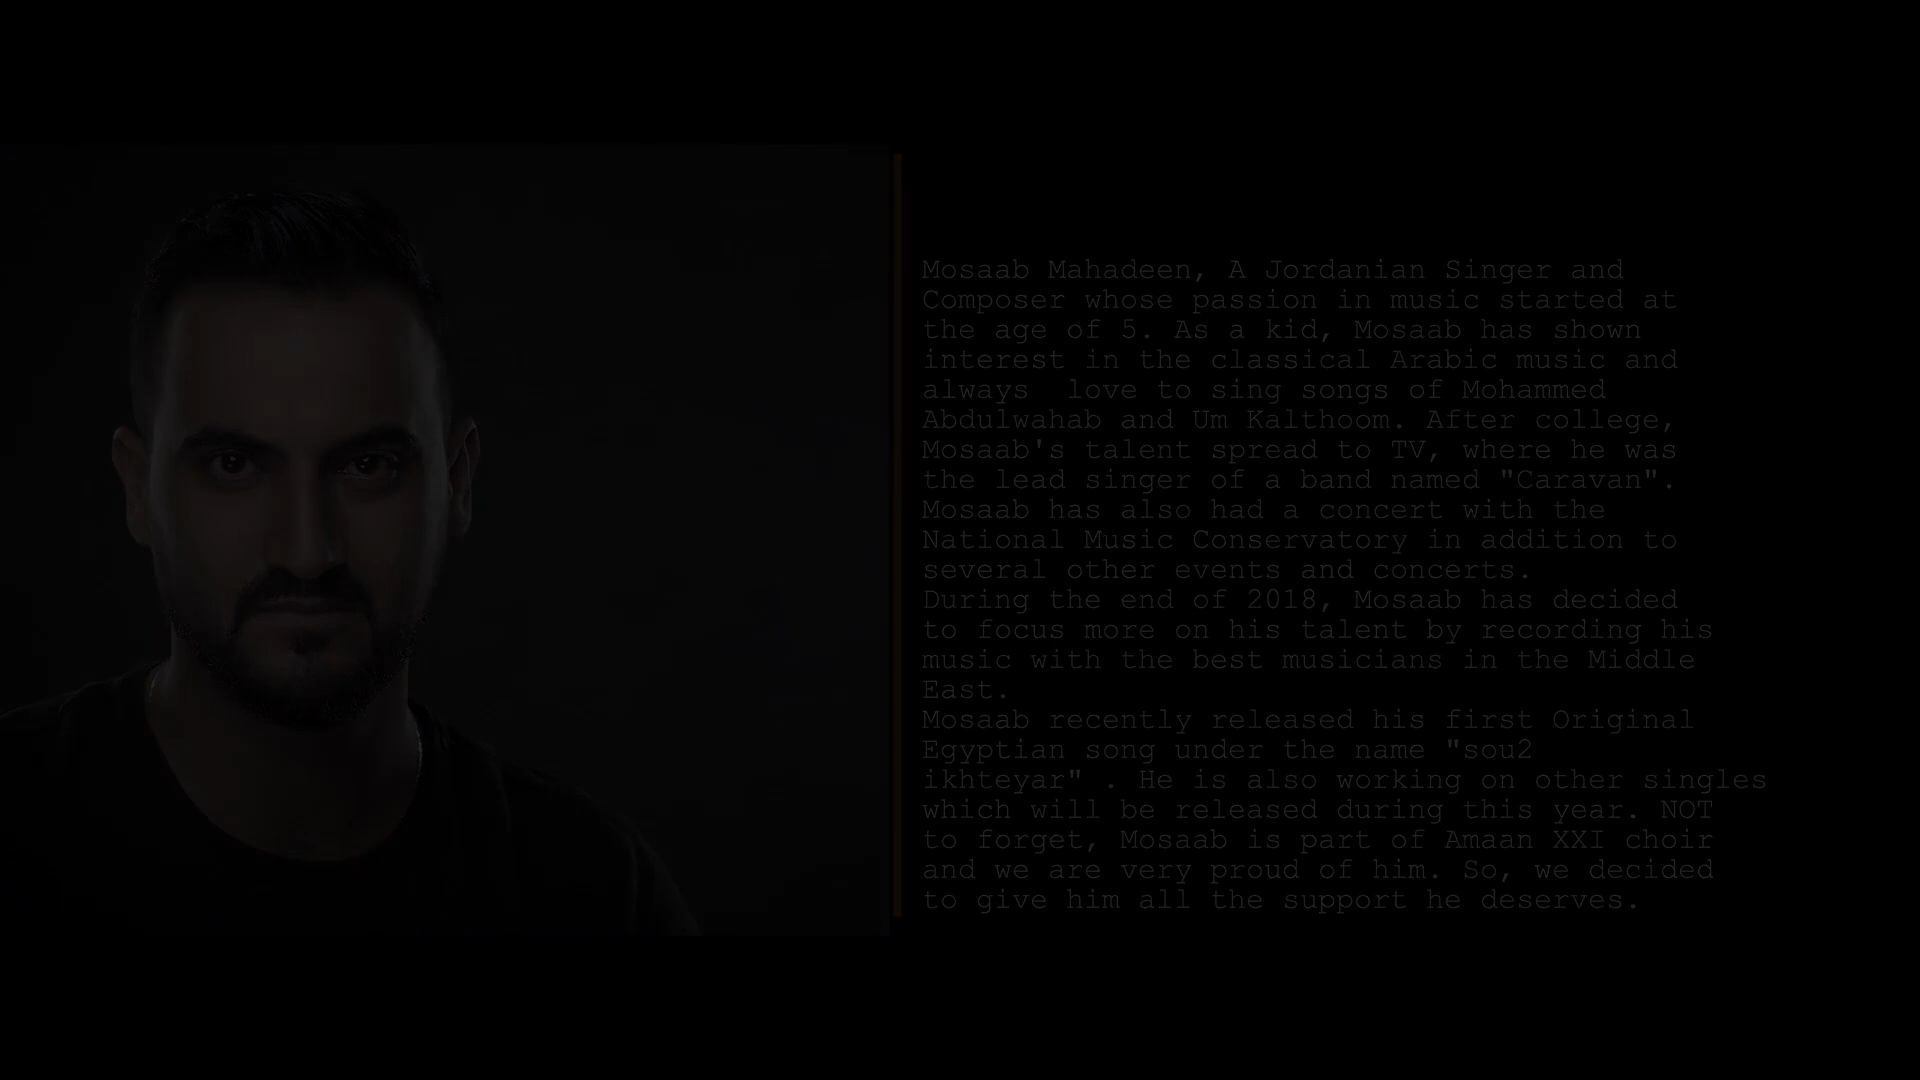 Mosaab Mahadeen, A Jordanian Singer and
Composer whose passion in music started at
the age of 5. As a kid, Mosaab has shown
interest in the classical Arabic music and
always  love to sing songs of Mohammed
Abdulwahab and Um Kalthoom. After college,
Mosaab's talent spread to TV, where he was
the lead singer of a band named "Caravan".
Mosaab has also had a concert with the
National Music Conservatory in addition to
several other events and concerts.
During the end of 2018, Mosaab has decided
to focus more on his talent by recording his
music with the best musicians in the Middle
East.
Mosaab recently released his first Original
Egyptian song under the name "sou2
ikhteyar" . He is also working on other singles
which will be released during this year. NOT
to forget, Mosaab is part of Amaan XXI choir
and we are very proud of him. So, we decided
to give him all the support he deserves.